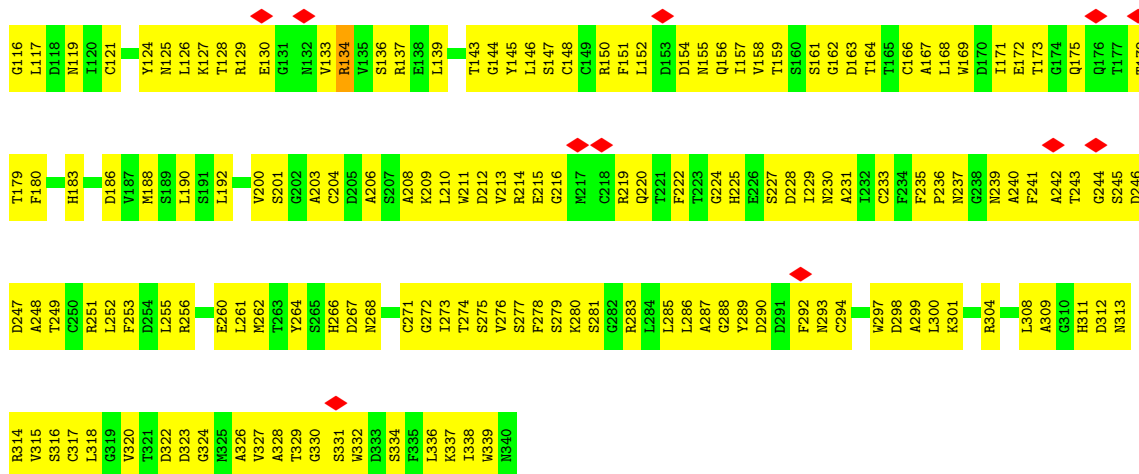 G116 L117 D118 N119 I120 C121 Y124 N125 L126 K127 T128 R129 E130 G131 N132 V133 R134 V135 S136 R137 E138 L139 T143 G144 Y145 L146 S147 C148 C149 R150 F151 L152 D153 D154 N155 Q156 I157 V158 T159 S160 S161 G162 D163 T164 T165 C166 A167 L168 W169 D170 I171 E172 T173 G174 Q175 Q176 T177
T179 F180 H183 D186 V187 M188 S189 L190 S191 L192 V200 S201 G202 A203 C204 D205 A206 S207 A208 K209 L210 W211 D212 V213 R214 E215 G216 M217 C218 R219 Q220 T221 F222 T223 G224 H225 E226 S227 D228 I229 N230 A231 I232 C233 F234 F235 P236 N237 G238 N239 A240 F241 A242 T243 G244 S245 D246
D247 A248 T249 C250 R251 L252 F253 D254 L255 R256 E260 L261 M262 T263 Y264 S265 H266 D267 N268 C271 G272 I273 T274 S275 V276 S277 F278 S279 K280 S281 G282 R283 L284 L285 L286 A287 G288 Y289 D290 D291 F292 N293 C294 W297 D298 A299 L300 K301 R304 L308 A309 G310 H311 D312 N313
R314 V315 S316 C317 L318 G319 V320 T321 D322 D323 G324 M325 A326 V327 A328 T329 G330 S331 W332 D333 S334 F335 L336 K337 I338 W339 N340